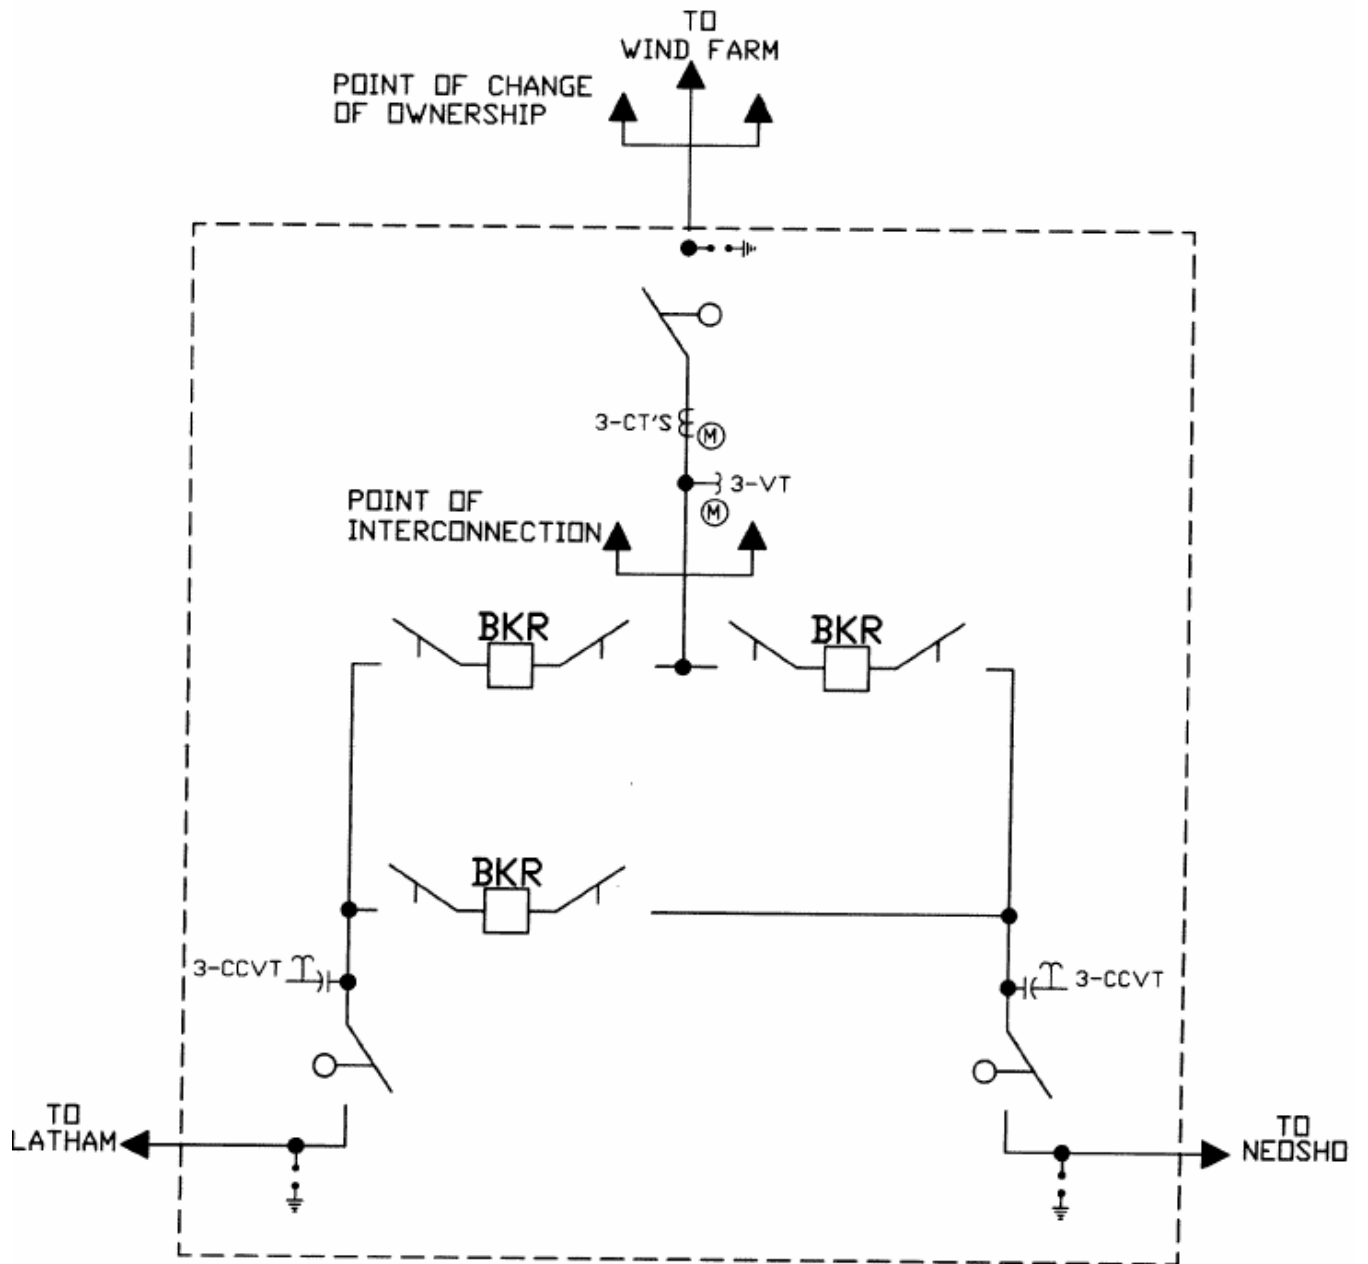 TO
WIND FARM
POINT OF CHANGE
OF OWNERSHIP
3-CT'S
M
3-VT
M
POINT OF
INTERCONNECTION
BKR
BKR
BKR
3-CCVT
3-CCVT
TO
LATHAM
TO
NEOSHO